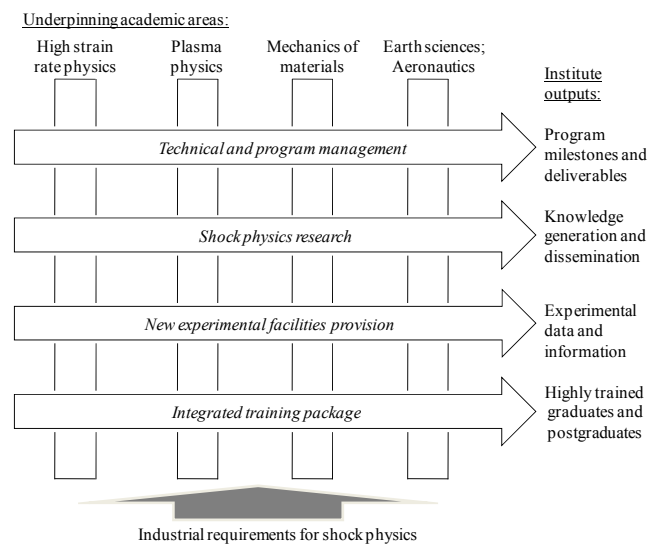 Underpinning academic areas:
High strain
rate physics
Plasma
physics
Mechanics of
materials
Earth sciences;
Aeronautics
Institute
outputs:
Technical and program management
Program
milestones and
deliverables
Shock physics research
Knowledge
generation and
dissemination
New experimental facilities provision
Experimental
data and
information
Integrated training package
Highly trained
graduates and
postgraduates
Industrial requirements for shock physics